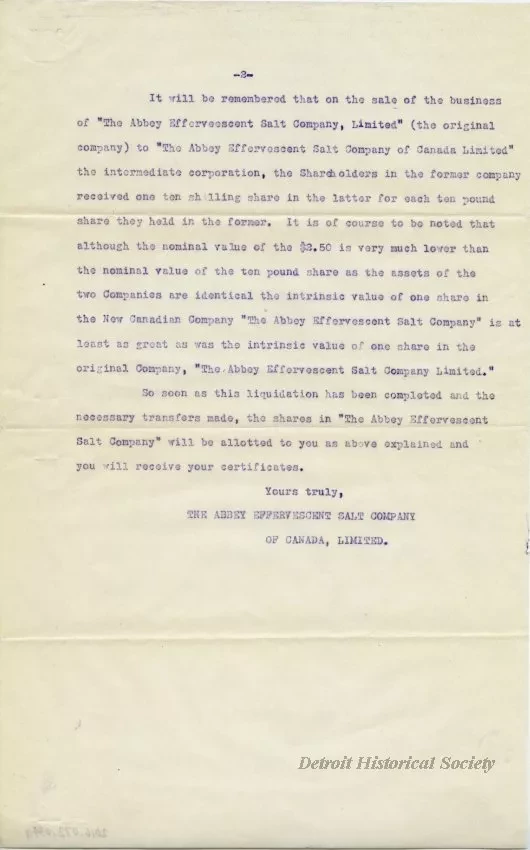 -2-
It will be remembered that on the sale of the business
of "The Abbey Effervescent Salt Company, Limited" (the original
company) to "The Abbey Effervescent Salt Company of Canada Limited"
the intermediate corporation, the Shareholders in the former company
received one ten shilling share in the latter for each ten pound
share they held in the former. It is of course to be noted that
although the nominal value of the $2.50 is very much lower than
the nominal value of the ten pound share as the assets of the
two Companies are identical the intrinsic value of one share in
the New Canadian Company "The Abbey Effervescent Salt Company" is at
least as great as was the intrinsic value of one share in the
original Company, "The Abbey Effervescent Salt Company Limited."
So soon as this liquidation has been completed and the
necessary transfers made, the shares in "The Abbey Effervescent
Salt Company" will be allotted to you as above explained and
you will receive your certificates.
Yours truly,
THE ABBEY EFFERVESCENT SALT COMPANY
OF CANADA, LIMITED.
Detroit Historical Society